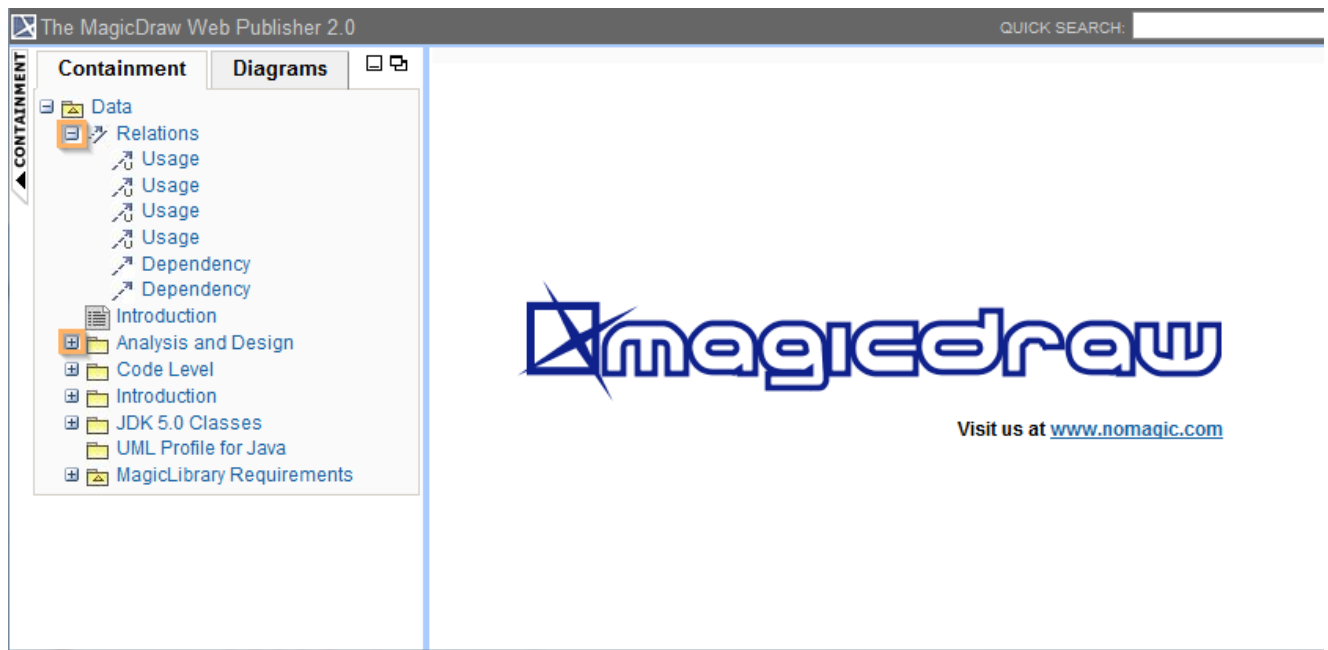 The MagicDraw Web Publisher 2.0
QUICK SEARCH:
CONTAINMENT
Containment
Diagrams
Data
Relations
Usage
Usage
Usage
Usage
Dependency
Dependency
Introduction
Analysis and Design
Code Level
Introduction
JDK 5.0 Classes
UML Profile for Java
MagicLibrary Requirements
magicdraw
Visit us at www.nomagic.com